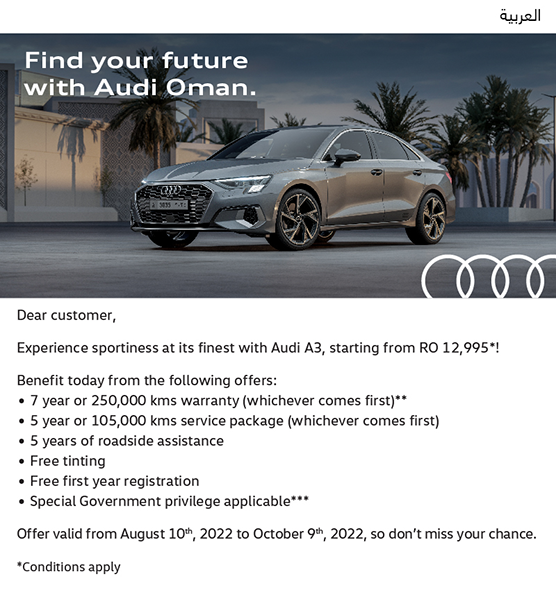 العربية
Find your future
with Audi Oman.
Dear customer,
Experience sportiness at its finest with Audi A3, starting from RO 12,995*!
Benefit today from the following offers:
• 7 year or 250,000 kms warranty (whichever comes first)**
• 5 year or 105,000 kms service package (whichever comes first)
• 5 years of roadside assistance
• Free tinting
• Free first year registration
• Special Government privilege applicable***
Offer valid from August 10th, 2022 to October 9th, 2022, so don’t miss your chance.
*Conditions apply